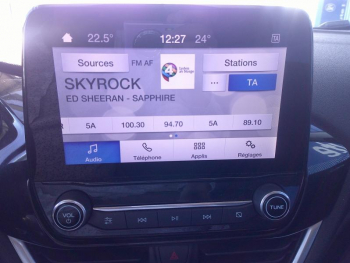 22.5° 12:27 24°
Sources FM AF Stations
SKYROCK ... TA
ED SHEERAN - SAPPHIRE
5A 100.30 94.70 5A 89.10
Audio Téléphone Applis Réglages
VOL TUNE